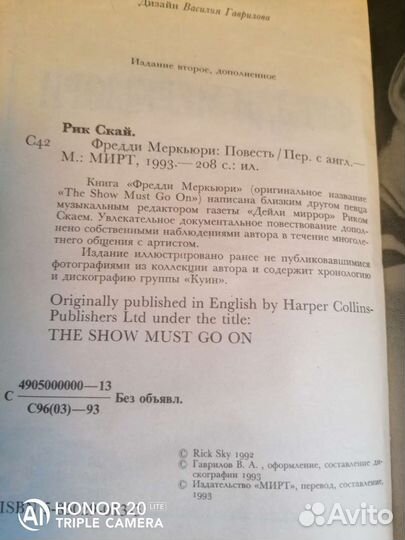 Дизайн Василия Гаврилова
Издание второе, дополненное
Рик Скай.
С42 Фредди Меркьюри: Повесть / Пер. с англ.—
М.: МИРТ, 1993.— 208 с.: ил.
Книга «Фредди Меркьюри» (оригинальное название
«The Show Must Go On») написана близким другом певца
музыкальным редактором газеты «Дейли миррор» Риком
Скаем. Увлекательное документальное повествование допол-
нено собственными наблюдениями автора в течение многолет-
него общения с артистом.
Издание иллюстрировано ранее не публиковавшимися
фотографиями из коллекции автора и содержит хронологию
и дискографию группы «Куин».
Originally published in English by Harper Collins-
Publishers Ltd under the title:
THE SHOW MUST GO ON
С 4905000000—13
С96(03)—93 Без объявл.
© Rick Sky 1992
© Гаврилов В. А., оформление, составление ди-
скографии 1993
© Издательство «МИРТ», перевод, составление,
1993
ISBN 5-
HONOR 20 LITE
TRIPLE CAMERA
Avito